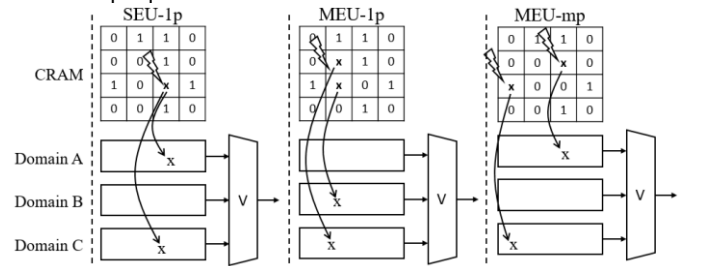 SEU-1p MEU-1p MEU-mp
0 1 1 0 0 1 1 0 0 1 1 0
0 0 1 0 0 x 1 0 0 0 x 0
CRAM
1 0 x 1 1 x 0 1 x 0 0 1
0 0 1 0 0 0 1 0 0 0 1 0
Domain A x x
Domain B V x V V
Domain C x x x